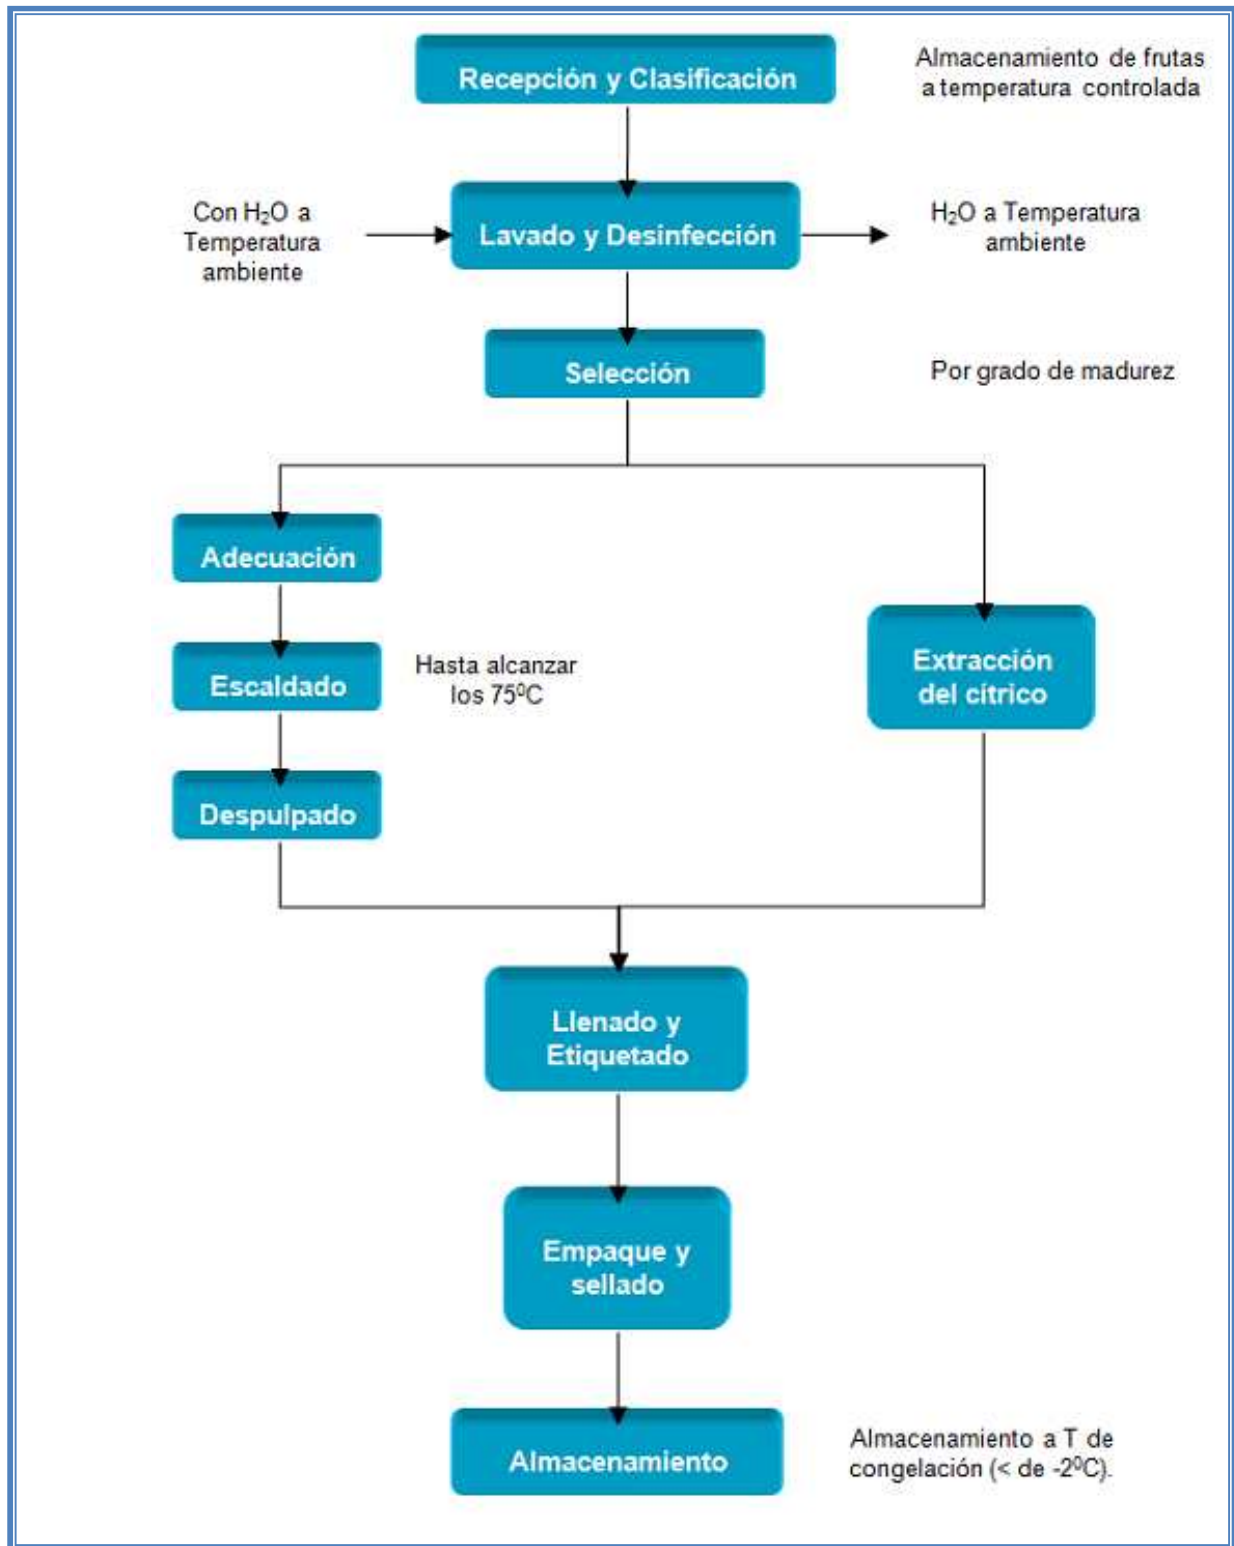 Recepción y Clasificación
Almacenamiento de frutas
a temperatura controlada
Con H₂O a
Temperatura
ambiente
Lavado y Desinfección
H₂O a Temperatura
ambiente
Selección
Por grado de madurez
Adecuación
Escaldado
Hasta alcanzar
los 75⁰C
Despulpado
Extracción
del cítrico
Llenado y
Etiquetado
Empaque y
sellado
Almacenamiento
Almacenamiento a T de
congelación (< de -2⁰C).